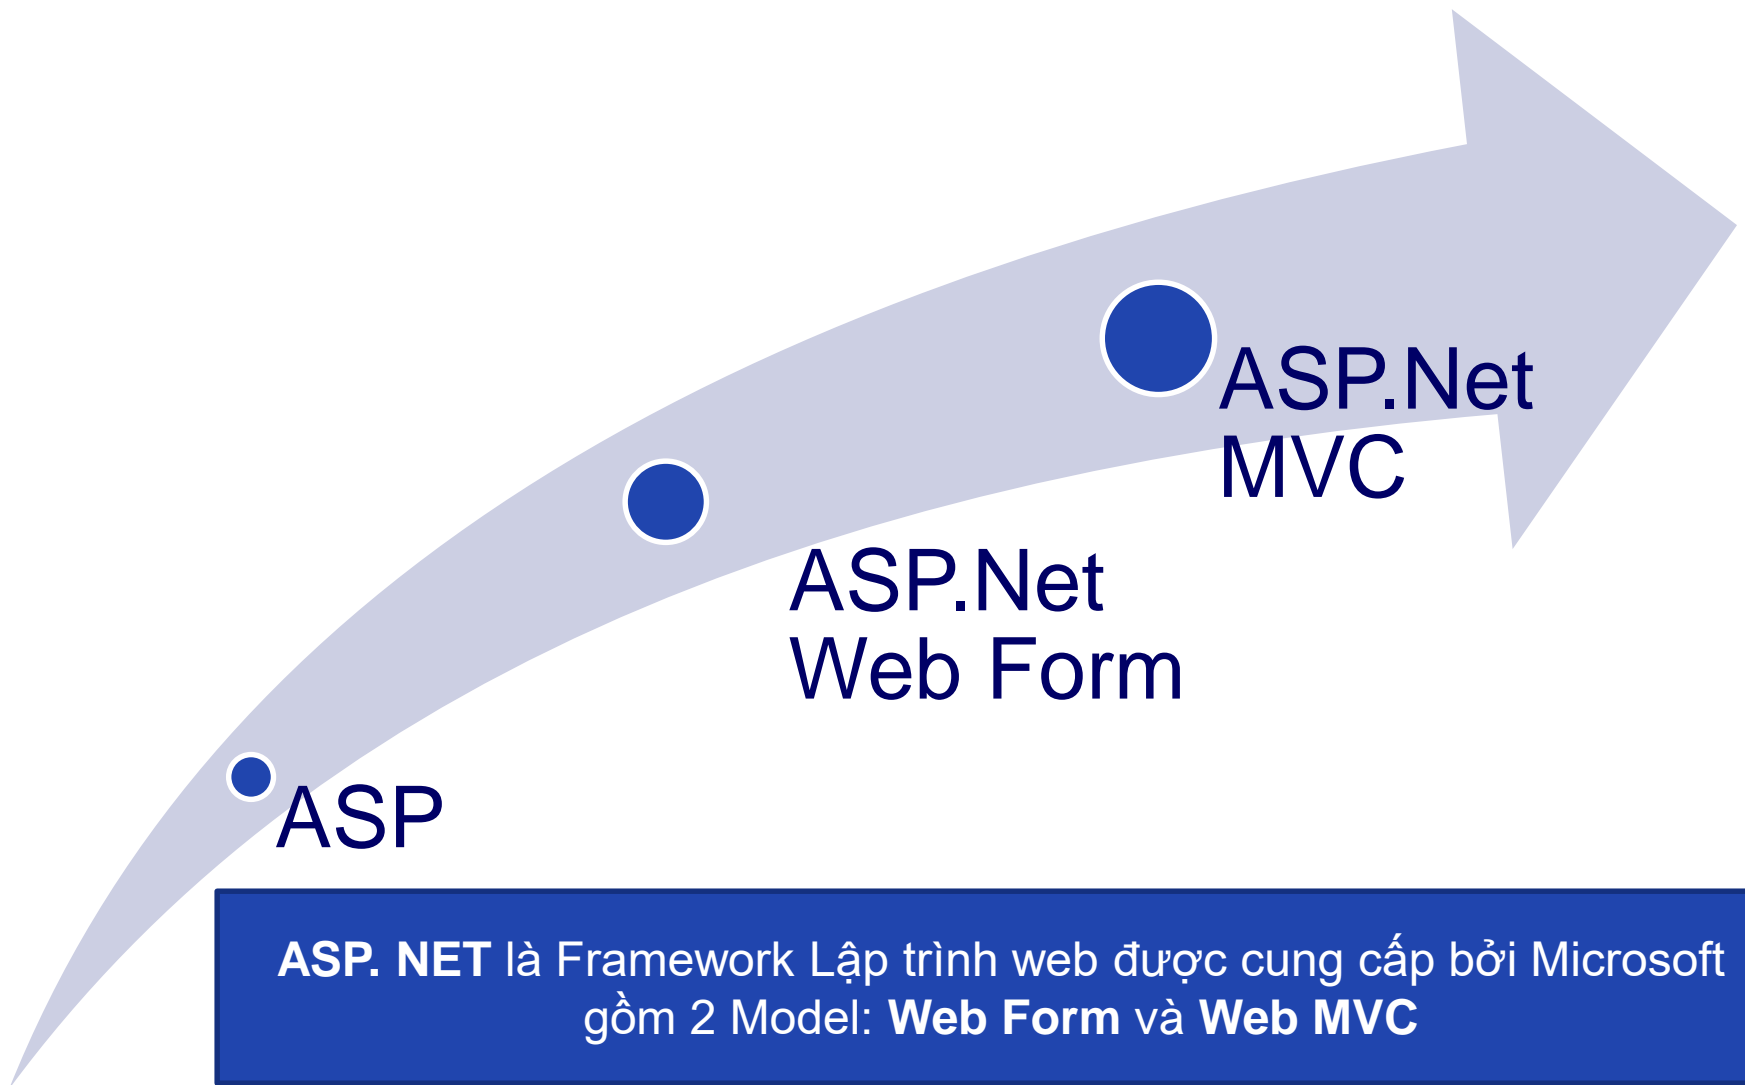 ASP.Net
MVC
ASP.Net
Web Form
ASP
ASP. NET là Framework Lập trình web được cung cấp bởi Microsoft
gồm 2 Model: Web Form và Web MVC